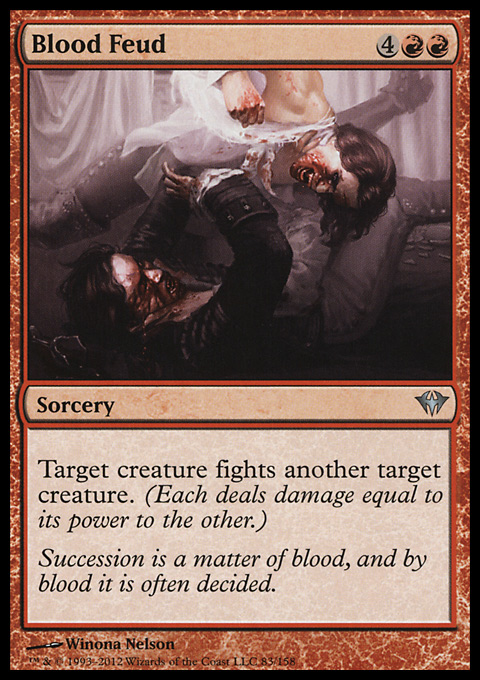 Blood Feud 4
Sorcery
Target creature fights another target
creature. (Each deals damage equal to
its power to the other.)
Succession is a matter of blood, and by
blood it is often decided.
Winona Nelson
™ & © 1993–2012 Wizards of the Coast LLC 83/158